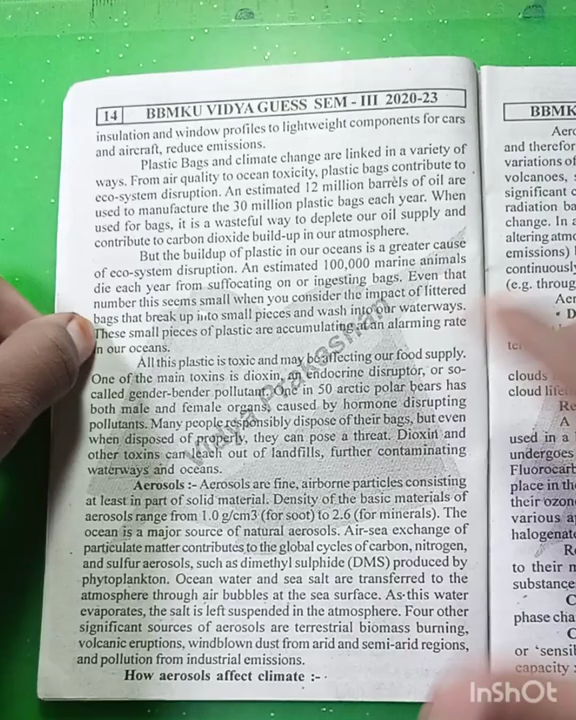 14 BBMKU VIDYA GUESS SEM - III 2020-23
insulation and window profiles to lightweight components for cars
and aircraft, reduce emissions.
Plastic Bags and climate change are linked in a variety of
ways. From air quality to ocean toxicity, plastic bags contribute to
eco-system disruption. An estimated 12 million barrels of oil are
used to manufacture the 30 million plastic bags each year. When
used for bags, it is a wasteful way to deplete our oil supply and
contribute to carbon dioxide build-up in our atmosphere.
But the buildup of plastic in our oceans is a greater cause
of eco-system disruption. An estimated 100,000 marine animals
die each year from suffocating on or ingesting bags. Even that
number this seems small when you consider the impact of littered
bags that break up into small pieces and wash into our waterways.
These small pieces of plastic are accumulating at an alarming rate
in our oceans.
All this plastic is toxic and may be affecting our food supply.
One of the main toxins is dioxin, an endocrine disruptor, or so-
called gender-bender pollutant. One in 50 arctic polar bears has
both male and female organs, caused by hormone disrupting
pollutants. Many people responsibly dispose of their bags, but even
when disposed of properly, they can pose a threat. Dioxin and
other toxins can leach out of landfills, further contaminating
waterways and oceans.
Aerosols :- Aerosols are fine, airborne particles consisting
at least in part of solid material. Density of the basic materials of
aerosols range from 1.0 g/cm3 (for soot) to 2.6 (for minerals). The
ocean is a major source of natural aerosols. Air-sea exchange of
particulate matter contributes to the global cycles of carbon, nitrogen,
and sulfur aerosols, such as dimethyl sulphide (DMS) produced by
phytoplankton. Ocean water and sea salt are transferred to the
atmosphere through air bubbles at the sea surface. As this water
evaporates, the salt is left suspended in the atmosphere. Four other
significant sources of aerosols are terrestrial biomass burning,
volcanic eruptions, windblown dust from arid and semi-arid regions,
and pollution from industrial emissions.
How aerosols affect climate :-
Vidya Prakashan
BBMK
Aero
and therefor
variations of
volcanoes,
significant
radiation ba
change. In a
altering atmo
emissions)
continuously
(e.g. throug
Aer
• D
clouds
cloud life
Re
A
used in a
undergoes
Fluorocarb
place in the
their ozon
various a
halogenat
Re
to their m
substance
C
phase cha
C
or 'sensib
capacity
InShOt